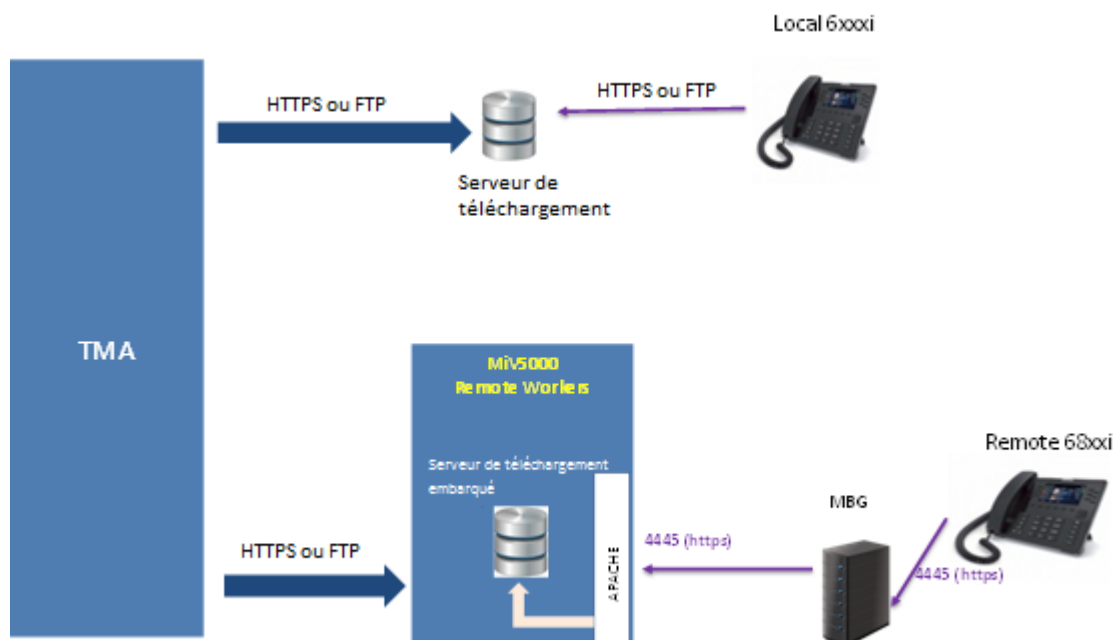 Local 6xxxi
HTTPS ou FTP
HTTPS ou FTP
Serveur de
téléchargement
TMA
MiV5000
Remote Workers
Serveur de téléchargement
embarqué
HTTPS ou FTP
APACHE
4445 (https)
MBG
Remote 68xxi
4445 (https)